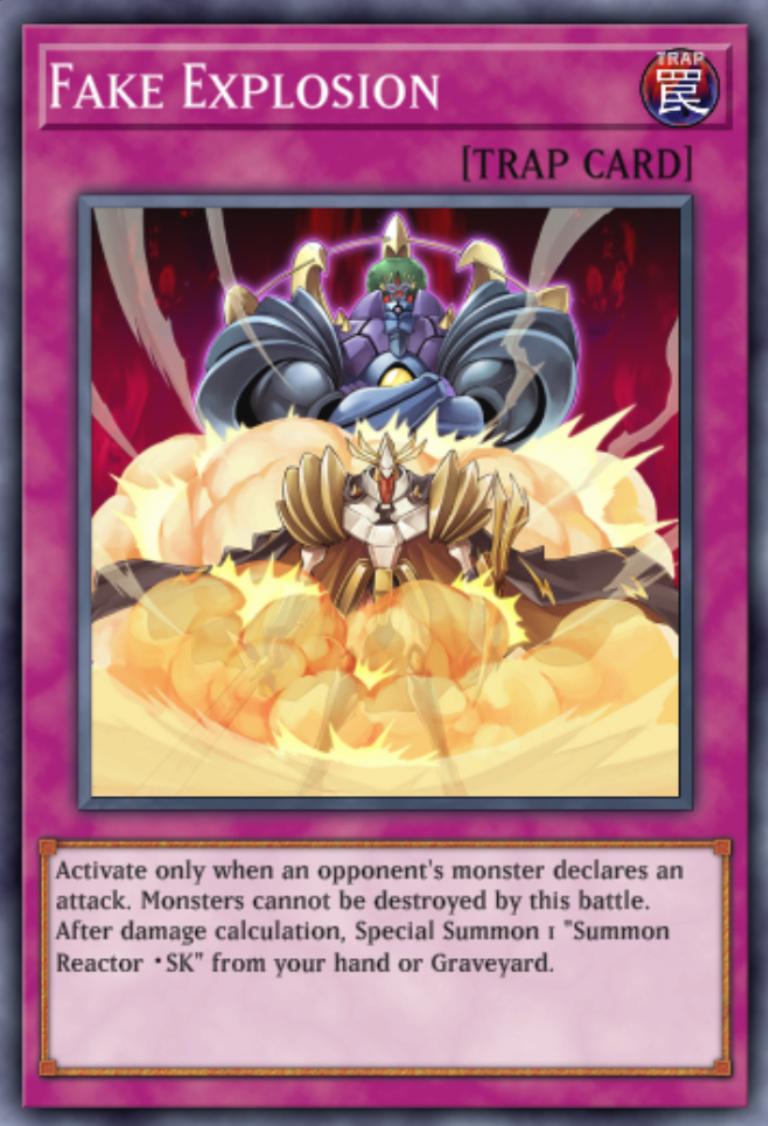 FAKE EXPLOSION
TRAP
罠
[TRAP CARD]
Activate only when an opponent's monster declares an
attack. Monsters cannot be destroyed by this battle.
After damage calculation, Special Summon 1 "Summon
Reactor ・SK" from your hand or Graveyard.